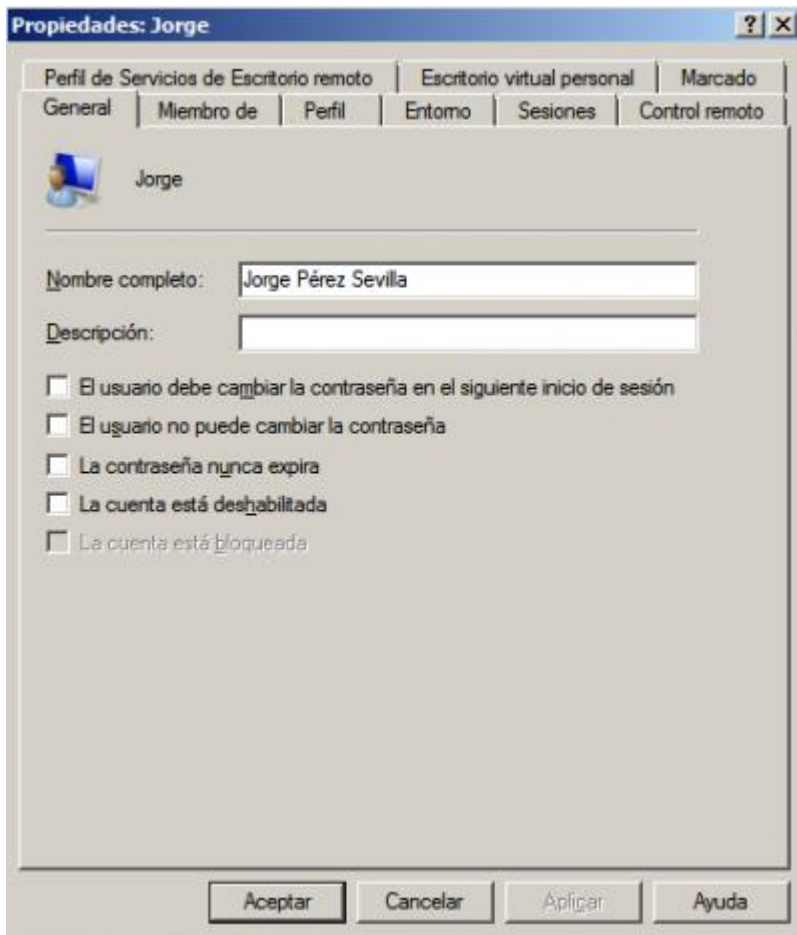 Propiedades: Jorge
Perfil de Servicios de Escritorio remoto Escritorio virtual personal Marcado
General Miembro de Perfil Entorno Sesiones Control remoto
Jorge
Nombre completo: Jorge Pérez Sevilla
Descripción:
El usuario debe cambiar la contraseña en el siguiente inicio de sesión
El usuario no puede cambiar la contraseña
La contraseña nunca expira
La cuenta está deshabilitada
La cuenta está bloqueada
Aceptar Cancelar Aplicar Ayuda